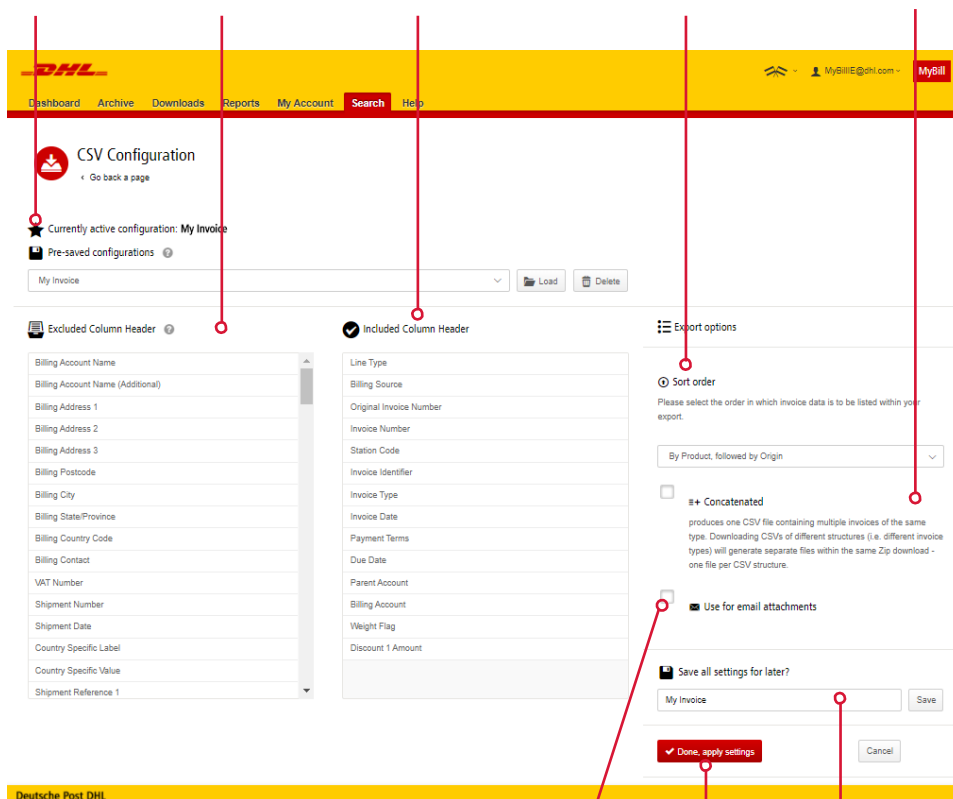 DHL
MyBillIE@dhl.com
MyBill
Dashboard Archive Downloads Reports My Account Search Help
CSV Configuration
‹ Go back a page
Currently active configuration: My Invoice
Pre-saved configurations ?
My Invoice
Load
Delete
Excluded Column Header ?
Billing Account Name
Billing Account Name (Additional)
Billing Address 1
Billing Address 2
Billing Address 3
Billing Postcode
Billing City
Billing State/Province
Billing Country Code
Billing Contact
VAT Number
Shipment Number
Shipment Date
Country Specific Label
Country Specific Value
Shipment Reference 1
Included Column Header
Line Type
Billing Source
Original Invoice Number
Invoice Number
Station Code
Invoice Identifier
Invoice Type
Invoice Date
Payment Terms
Due Date
Parent Account
Billing Account
Weight Flag
Discount 1 Amount
Export options
Sort order
Please select the order in which invoice data is to be listed within your
export.
By Product, followed by Origin
Concatenated
produces one CSV file containing multiple invoices of the same
type. Downloading CSVs of different structures (i.e. different invoice
types) will generate separate files within the same Zip download -
one file per CSV structure.
Use for email attachments
Save all settings for later?
My Invoice
Save
Done, apply settings
Cancel
Deutsche Post DHL